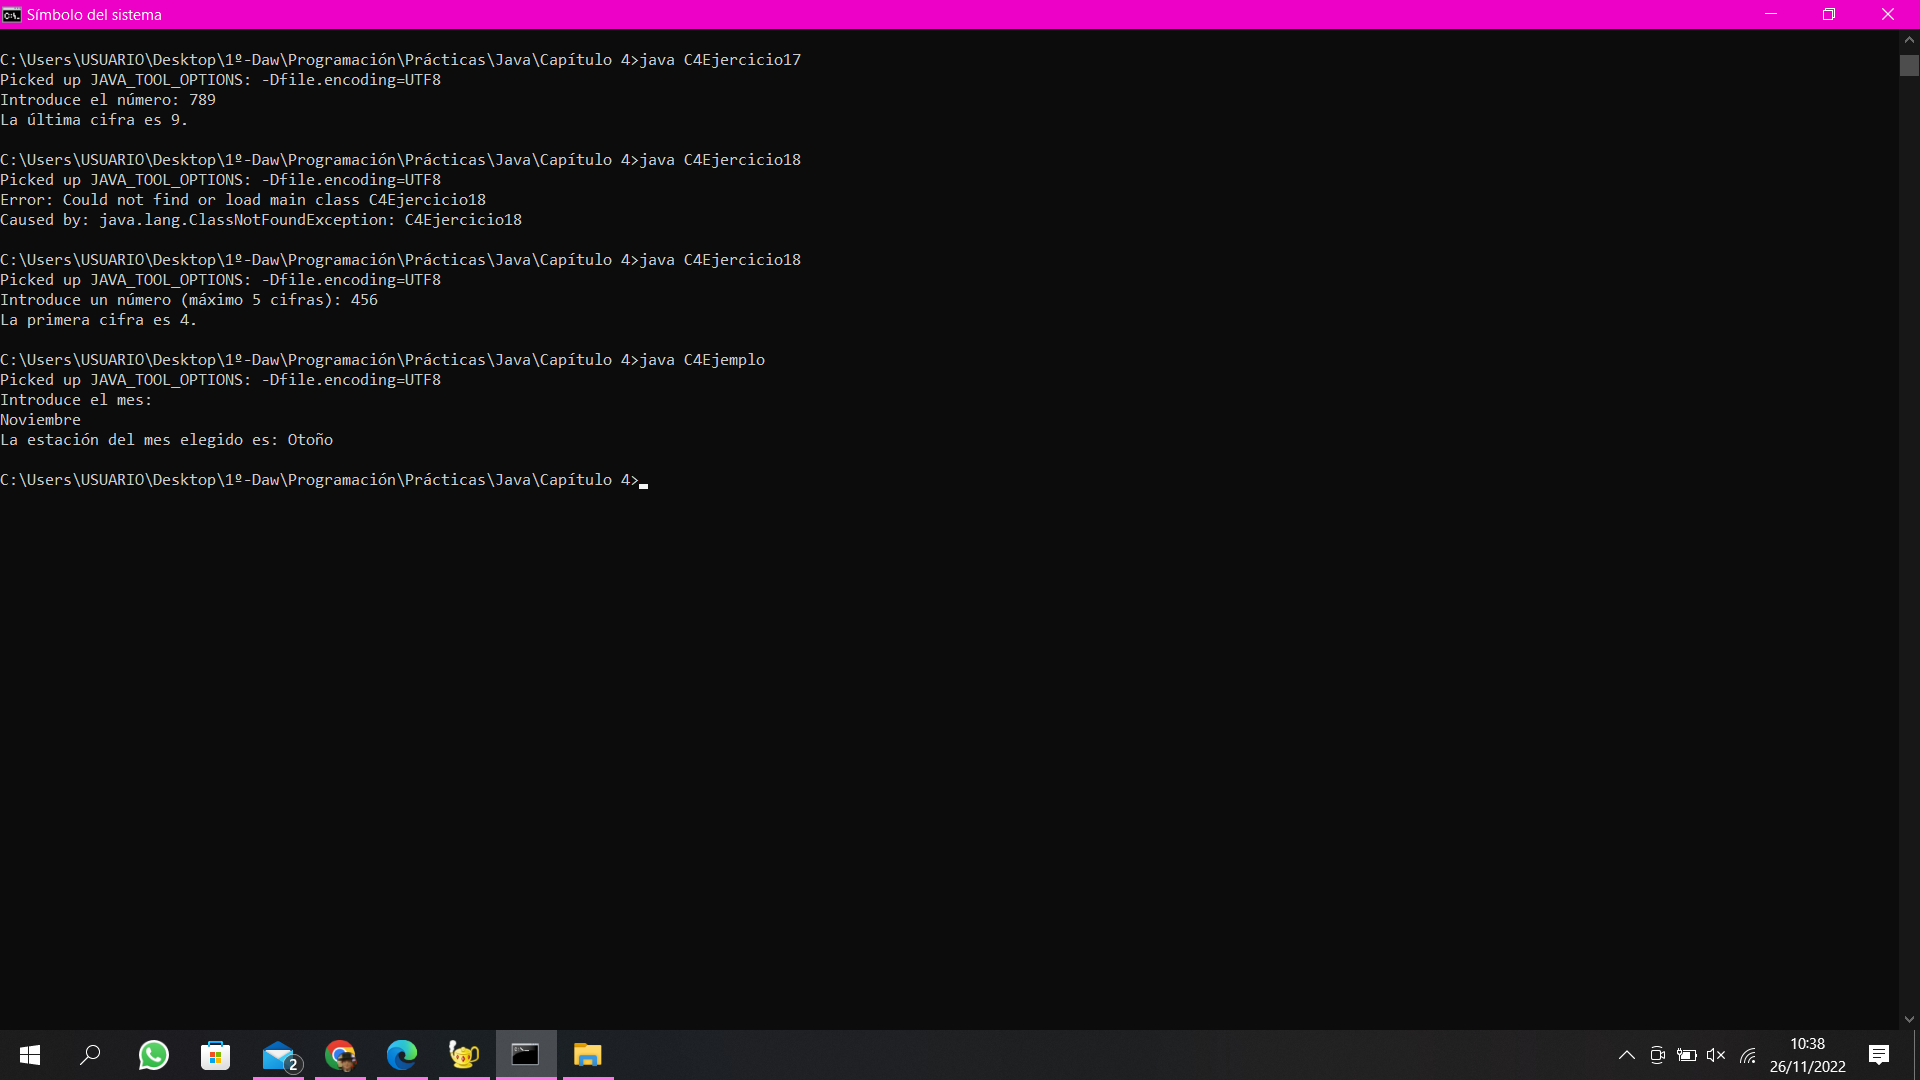 Símbolo del sistema
C:\Users\USUARIO\Desktop\1º-Daw\Programación\Prácticas\Java\Capítulo 4>java C4Ejercicio17
Picked up JAVA_TOOL_OPTIONS: -Dfile.encoding=UTF8
Introduce el número: 789
La última cifra es 9.
C:\Users\USUARIO\Desktop\1º-Daw\Programación\Prácticas\Java\Capítulo 4>java C4Ejercicio18
Picked up JAVA_TOOL_OPTIONS: -Dfile.encoding=UTF8
Error: Could not find or load main class C4Ejercicio18
Caused by: java.lang.ClassNotFoundException: C4Ejercicio18
C:\Users\USUARIO\Desktop\1º-Daw\Programación\Prácticas\Java\Capítulo 4>java C4Ejercicio18
Picked up JAVA_TOOL_OPTIONS: -Dfile.encoding=UTF8
Introduce un número (máximo 5 cifras): 456
La primera cifra es 4.
C:\Users\USUARIO\Desktop\1º-Daw\Programación\Prácticas\Java\Capítulo 4>java C4Ejemplo
Picked up JAVA_TOOL_OPTIONS: -Dfile.encoding=UTF8
Introduce el mes:
Noviembre
La estación del mes elegido es: Otoño
C:\Users\USUARIO\Desktop\1º-Daw\Programación\Prácticas\Java\Capítulo 4>
2
10:38
26/11/2022